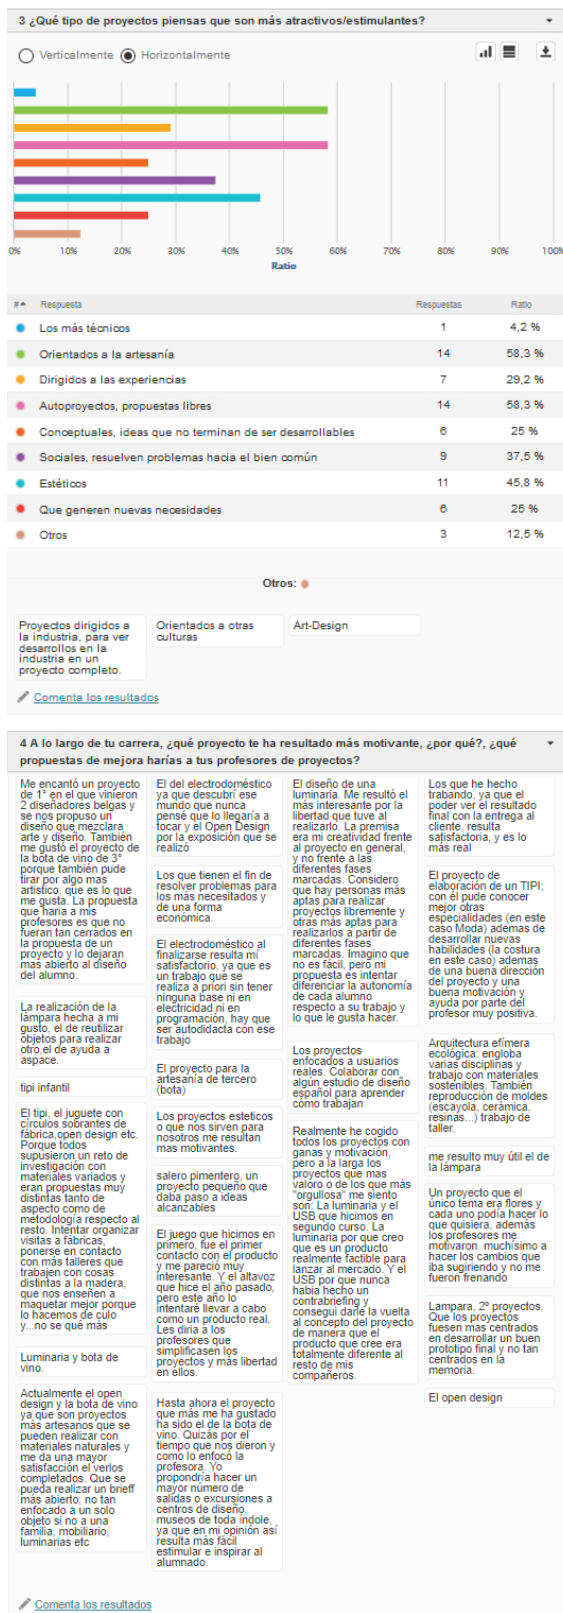 3 ¿Qué tipo de proyectos piensas que son más atractivos/estimulantes?
Verticalmente Horizontalmente
0% 10% 20% 30% 40% 50% 60% 70% 80% 90% 100%
Ratio
# Respuesta Respuestas Ratio
Los más técnicos 1 4,2 %
Orientados a la artesanía 14 58,3 %
Dirigidos a las experiencias 7 29,2 %
Autoproyectos, propuestas libres 14 58,3 %
Conceptuales, ideas que no terminan de ser desarrollables 6 25 %
Sociales, resuelven problemas hacia el bien común 9 37,5 %
Estéticos 11 45,8 %
Que generen nuevas necesidades 6 25 %
Otros 3 12,5 %
Otros:
Proyectos dirigidos a
la industria, para ver
desarrollos en la
industria en un
proyecto completo.
Orientados a otras
culturas
Art-Design
Comenta los resultados
4 A lo largo de tu carrera, ¿qué proyecto te ha resultado más motivante, ¿por qué?, ¿qué
propuestas de mejora harías a tus profesores de proyectos?
Me encantó un proyecto
de 1° en el que vinieron
2 diseñadores belgas y
se nos propuso un
diseño que mezclara
arte y diseño. También
me gustó el proyecto de
la bota de vino de 3°
porque también pude
tirar por algo mas
artístico, que es lo que
me gusta. La propuesta
que haria a mis
profesores es que no
fueran tan cerrados en
la propuesta de un
proyecto y lo dejaran
mas abierto al diseño
del alumno.
La realización de la
lámpara hecha a mi
gusto, el de reutilizar
objetos para realizar
otro,el de ayuda a
aspace.
tipi infantil
El tipi, el juguete con
círculos sobrantes de
fábrica,open design etc.
Porque todos
supusieron un reto de
investigación con
materiales variados y
eran propuestas muy
distintas tanto de
aspecto como de
metodología respecto al
resto. Intentar organizar
visitas a fábricas,
ponerse en contacto
con más talleres que
trabajen con cosas
distintas a la madera,
que nos enseñen a
maquetar mejor porque
lo hacemos de culo
y...no se qué más
Luminaria y bota de
vino.
Actualmente el open
design y la bota de vino
ya que son proyectos
más artesanos que se
pueden realizar con
materiales naturales y
me da una mayor
satisfacción el verlos
completados. Que se
pueda realizar un brieff
más abierto, no tan
enfocado a un solo
objeto si no a una
familia, mobiliario,
luminarias etc
El del electrodoméstico
ya que descubrí ese
mundo que nunca
pensé que lo llegaría a
tocar y el Open Design
por la exposición que se
realizó
Los que tienen el fin de
resolver problemas para
los más necesitados y
de una forma
económica.
El electrodoméstico al
finalizarse resulta mi
satisfactorio, ya que es
un trabajo que se
realiza a priori sin tener
ninguna base ni en
electricidad ni en
programación, hay que
ser autodidacta con ese
trabajo
El proyecto para la
artesanía de tercero
(bota)
Los proyectos esteticos
o que nos sirven para
nosotros me resultan
mas motivantes.
salero pimentero, un
proyecto pequeño que
daba paso a ideas
alcanzables
El juego que hicimos en
primero, fue el primer
contacto con el producto
y me pareció muy
interesante. Y el altavoz
que hice el año pasado,
pero este año lo
intentaré llevar a cabo
como un producto real.
Les diria a los
profesores que
simplificasen los
proyectos y más libertad
en ellos.
Hasta ahora el proyecto
que más me ha gustado
ha sido el de la bota de
vino. Quizás por el
tiempo que nos dieron y
como lo enfocó la
profesora. Yo
propondría hacer un
mayor número de
salidas o excursiones a
centros de diseño,
museos de toda índole,
ya que en mi opinión así
resulta más fácil
estimular e inspirar al
alumnado.
El diseño de una
luminaria. Me resultó el
más interesante por la
libertad que tuve al
realizarlo. La premisa
era mi creatividad frente
al proyecto en general,
y no frente a las
diferentes fases
marcadas. Considero
que hay personas más
aptas para realizar
proyectos libremente y
otras más aptas para
realizarlos a partir de
diferentes fases
marcadas. Imagino que
no es fácil, pero mi
propuesta es intentar
diferenciar la autonomía
de cada alumno
respecto a su trabajo y
lo que le gusta hacer.
Los proyectos
enfocados a usuarios
reales. Colaborar con
algún estudio de diseño
español para aprender
cómo trabajan
Realmente he cogido
todos los proyectos con
ganas y motivación,
pero a la larga los
proyectos que mas
valoro o de los que más
"orgullosa" me siento
son: La luminaria y el
USB que hicimos en
segundo curso. La
luminaria por que creo
que es un producto
realmente factible para
lanzar al mercado. Y el
USB por que nunca
habia hecho un
contrabriefing y
conseguí darle la vuelta
al concepto del proyecto
de manera que el
producto que cree era
totalmente diferente al
resto de mis
compañeros.
Los que he hecho
trabando, ya que el
poder ver el resultado
final con la entrega al
cliente, resulta
satisfactoria, y es lo
más real
El proyecto de
elaboración de un TIPI;
con él pude conocer
mejor otras
especialidades (en este
caso Moda) ademas de
desarrollar nuevas
habilidades (la costura
en este caso) ademas
de una buena dirección
del proyecto y una
buena motivación y
ayuda por parte del
profesor muy positiva.
Arquitectura efímera
ecológica: engloba
varias disciplinas y
trabajo con materiales
sostenibles. También
reproducción de moldes
(escayola, cerámica,
resinas...) trabajo de
taller.
me resulto muy útil el de
la lámpara
Un proyecto que el
único tema era flores y
cada uno podía hacer lo
que quisiera, además
los profesores me
motivaron muchísimo a
hacer los cambios que
iba sugiriendo y no me
fueron frenando
Lampara, 2º proyectos.
Que los proyectos
fuesen mas centrados
en desarrollar un buen
prototipo final y no tan
centrados en la
memoria.
El open design
Comenta los resultados